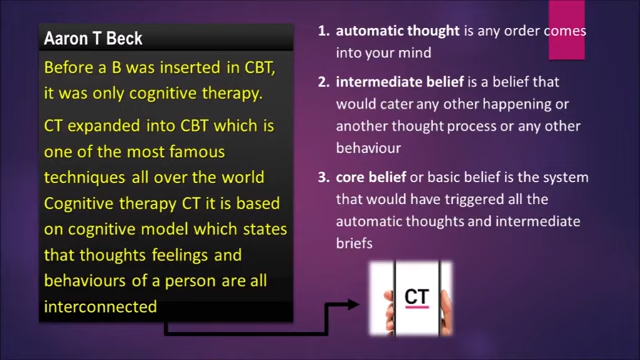 Aaron T Beck
Before a B was inserted in CBT,
it was only cognitive therapy.
CT expanded into CBT which is
one of the most famous
techniques all over the world
Cognitive therapy CT it is based
on cognitive model which states
that thoughts feelings and
behaviours of a person are all
interconnected
1. automatic thought is any order comes
into your mind
2. intermediate belief is a belief that
would cater any other happening or
another thought process or any other
behaviour
3. core belief or basic belief is the system
that would have triggered all the
automatic thoughts and intermediate
briefs
CT